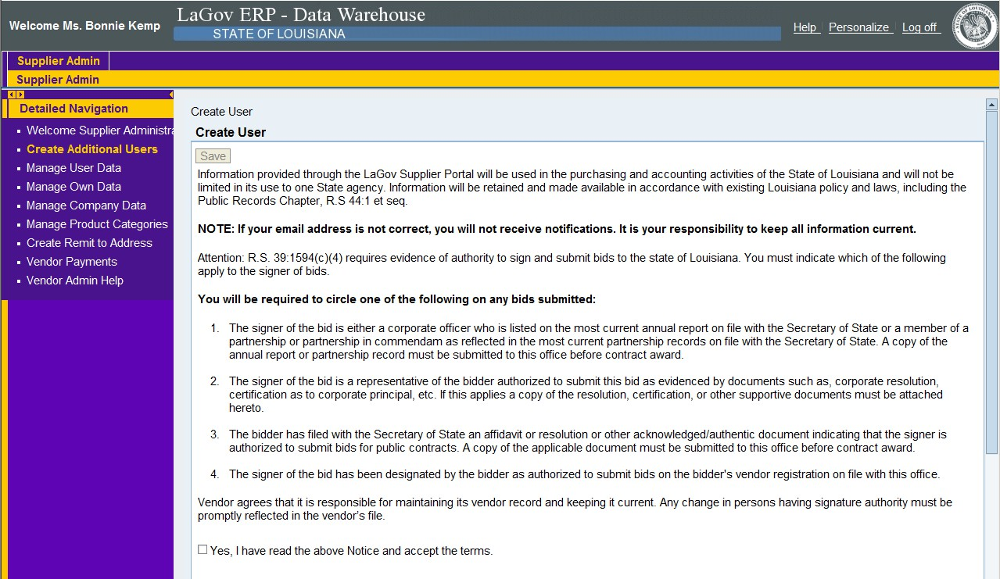 Welcome Ms. Bonnie Kemp
LaGov ERP - Data Warehouse
STATE OF LOUISIANA
Help
Personalize
Log off
Supplier Admin
Supplier Admin
Detailed Navigation
Welcome Supplier Administra
Create Additional Users
Manage User Data
Manage Own Data
Manage Company Data
Manage Product Categories
Create Remit to Address
Vendor Payments
Vendor Admin Help
Create User
Create User
Save
Information provided through the LaGov Supplier Portal will be used in the purchasing and accounting activities of the State of Louisiana and will not be
limited in its use to one State agency. Information will be retained and made available in accordance with existing Louisiana policy and laws, including the
Public Records Chapter, R.S 44:1 et seq.
NOTE: If your email address is not correct, you will not receive notifications. It is your responsibility to keep all information current.
Attention: R.S. 39:1594(c)(4) requires evidence of authority to sign and submit bids to the state of Louisiana. You must indicate which of the following
apply to the signer of bids.
You will be required to circle one of the following on any bids submitted:
1. The signer of the bid is either a corporate officer who is listed on the most current annual report on file with the Secretary of State or a member of a
partnership or partnership in commendam as reflected in the most current partnership records on file with the Secretary of State. A copy of the
annual report or partnership record must be submitted to this office before contract award.
2. The signer of the bid is a representative of the bidder authorized to submit this bid as evidenced by documents such as, corporate resolution,
certification as to corporate principal, etc. If this applies a copy of the resolution, certification, or other supportive documents must be attached
hereto.
3. The bidder has filed with the Secretary of State an affidavit or resolution or other acknowledged/authentic document indicating that the signer is
authorized to submit bids for public contracts. A copy of the applicable document must be submitted to this office before contract award.
4. The signer of the bid has been designated by the bidder as authorized to submit bids on the bidder's vendor registration on file with this office.
Vendor agrees that it is responsible for maintaining its vendor record and keeping it current. Any change in persons having signature authority must be
promptly reflected in the vendor's file.
Yes, I have read the above Notice and accept the terms.